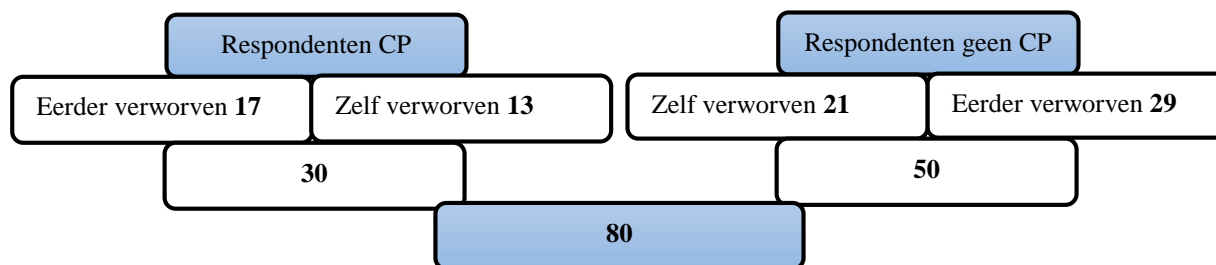 Respondenten CP
Respondenten geen CP
Eerder verworven 17
Zelf verworven 13
Zelf verworven 21
Eerder verworven 29
30
50
80